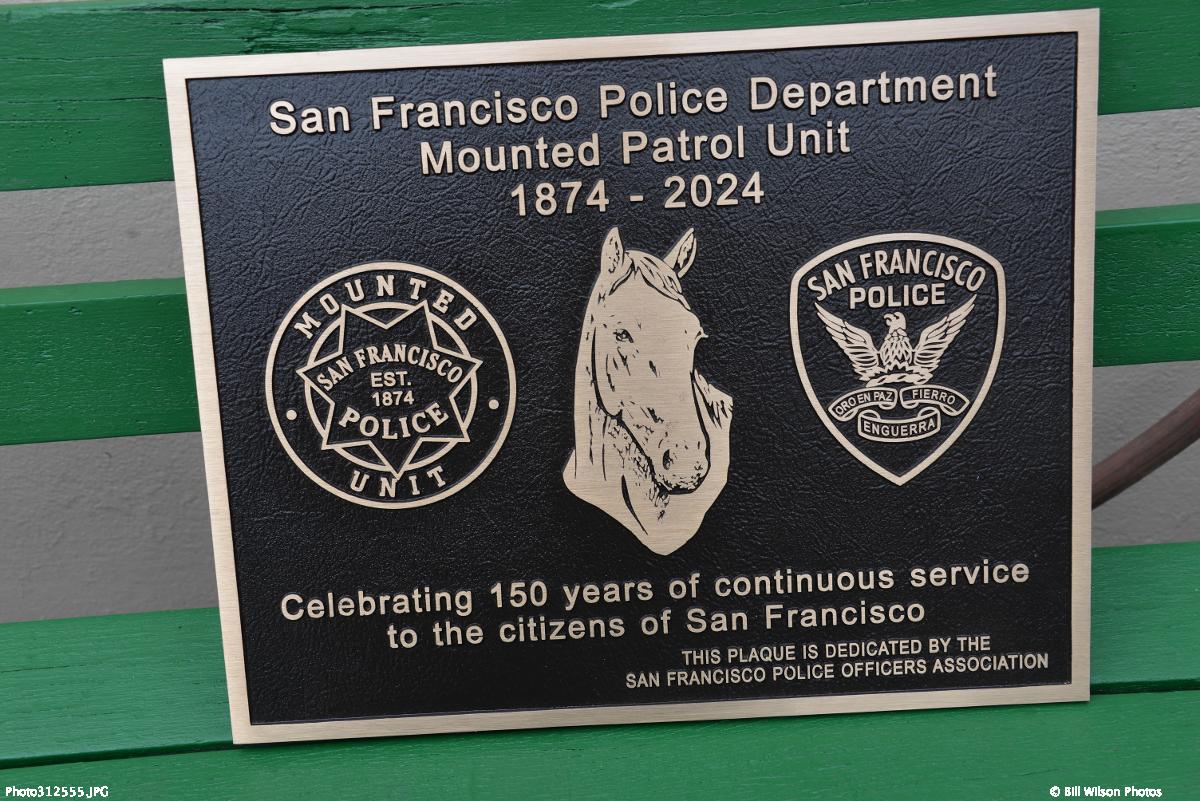 San Francisco Police Department
Mounted Patrol Unit
1874 - 2024
MOUNTED
SAN FRANCISCO
EST.
1874
POLICE
UNIT
SAN FRANCISCO
POLICE
ORO EN PAZ FIERRO
ENGUERRA
Celebrating 150 years of continuous service
to the citizens of San Francisco
THIS PLAQUE IS DEDICATED BY THE
SAN FRANCISCO POLICE OFFICERS ASSOCIATION
Photo312555.JPG
© Bill Wilson Photos